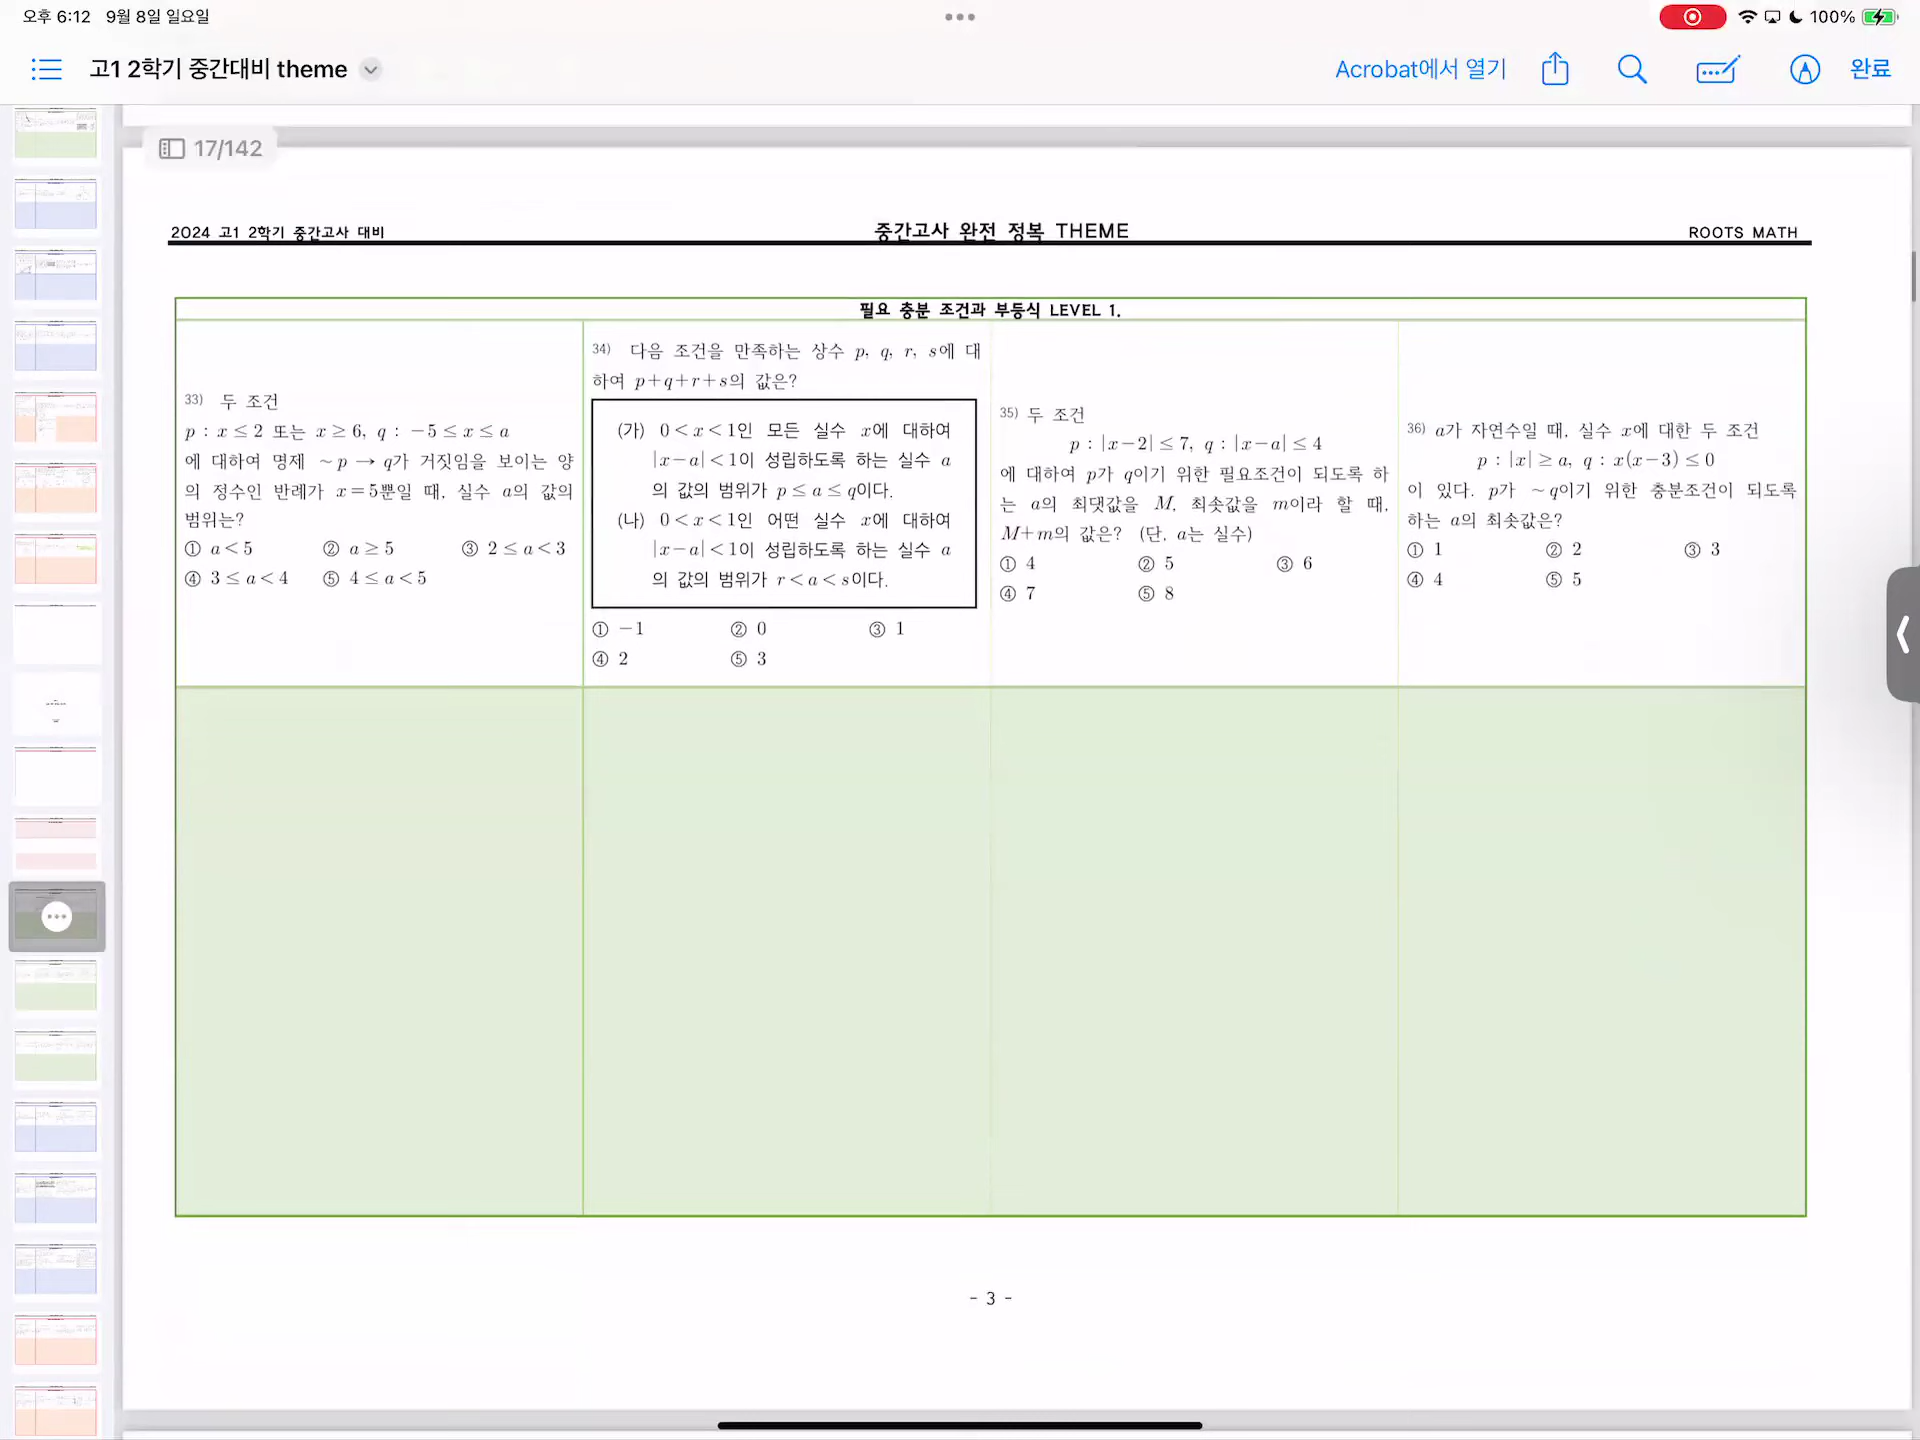 오후 6:12 9월 8일 일요일
100%
고1 2학기 중간대비 theme
Acrobat에서 열기
완료
17/142
2024 고1 2학기 중간고사 대비
중간고사 완전 정복 THEME
ROOTS MATH
필요 충분 조건과 부등식 LEVEL 1.
33) 두 조건
p : x ≤ 2 또는 x ≥ 6, q : −5 ≤ x ≤ a
에 대하여 명제 ~p → q가 거짓임을 보이는 양
의 정수인 반례가 x = 5뿐일 때, 실수 a의 값의
범위는?
① a < 5 ② a ≥ 5 ③ 2 ≤ a < 3
④ 3 ≤ a < 4 ⑤ 4 ≤ a < 5
34) 다음 조건을 만족하는 상수 p, q, r, s에 대
하여 p+q+r+s의 값은?
(가) 0 < x < 1인 모든 실수 x에 대하여
|x−a| < 1이 성립하도록 하는 실수 a
의 값의 범위가 p ≤ a ≤ q이다.
(나) 0 < x < 1인 어떤 실수 x에 대하여
|x−a| < 1이 성립하도록 하는 실수 a
의 값의 범위가 r < a < s이다.
① −1 ② 0 ③ 1
④ 2 ⑤ 3
35) 두 조건
p : |x−2| ≤ 7, q : |x−a| ≤ 4
에 대하여 p가 q이기 위한 필요조건이 되도록 하
는 a의 최댓값을 M, 최솟값을 m이라 할 때,
M+m의 값은? (단, a는 실수)
① 4 ② 5 ③ 6
④ 7 ⑤ 8
36) a가 자연수일 때, 실수 x에 대한 두 조건
p : |x| ≥ a, q : x(x−3) ≤ 0
이 있다. p가 ~q이기 위한 충분조건이 되도록
하는 a의 최솟값은?
① 1 ② 2 ③ 3
④ 4 ⑤ 5
- 3 -